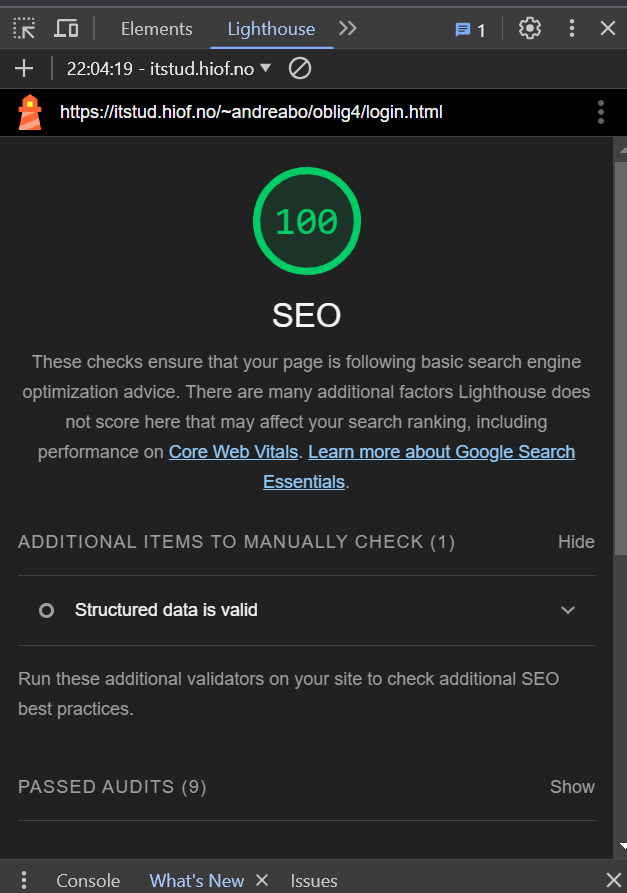 Elements
Lighthouse
1
22:04:19 - itstud.hiof.no
https://itstud.hiof.no/~andreabo/oblig4/login.html
100
SEO
These checks ensure that your page is following basic search engine
optimization advice. There are many additional factors Lighthouse does
not score here that may affect your search ranking, including
performance on Core Web Vitals. Learn more about Google Search
Essentials.
ADDITIONAL ITEMS TO MANUALLY CHECK (1)
Hide
Structured data is valid
Run these additional validators on your site to check additional SEO
best practices.
PASSED AUDITS (9)
Show
Console
What's New
Issues